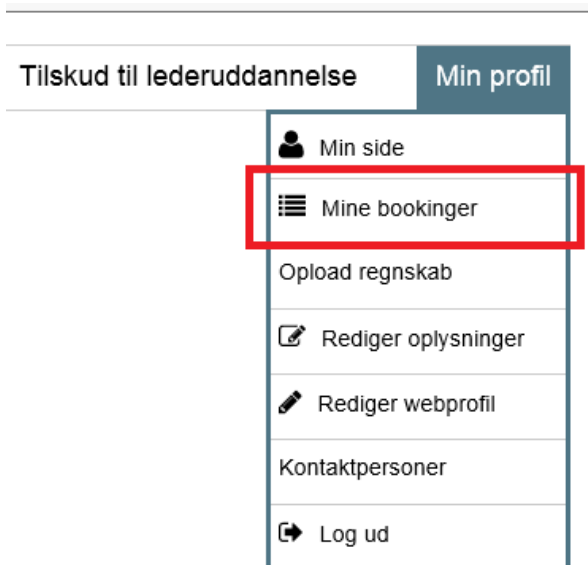 Tilskud til lederuddannelse
Min profil
Min side
Mine bookinger
Opload regnskab
Rediger oplysninger
Rediger webprofil
Kontaktpersoner
Log ud